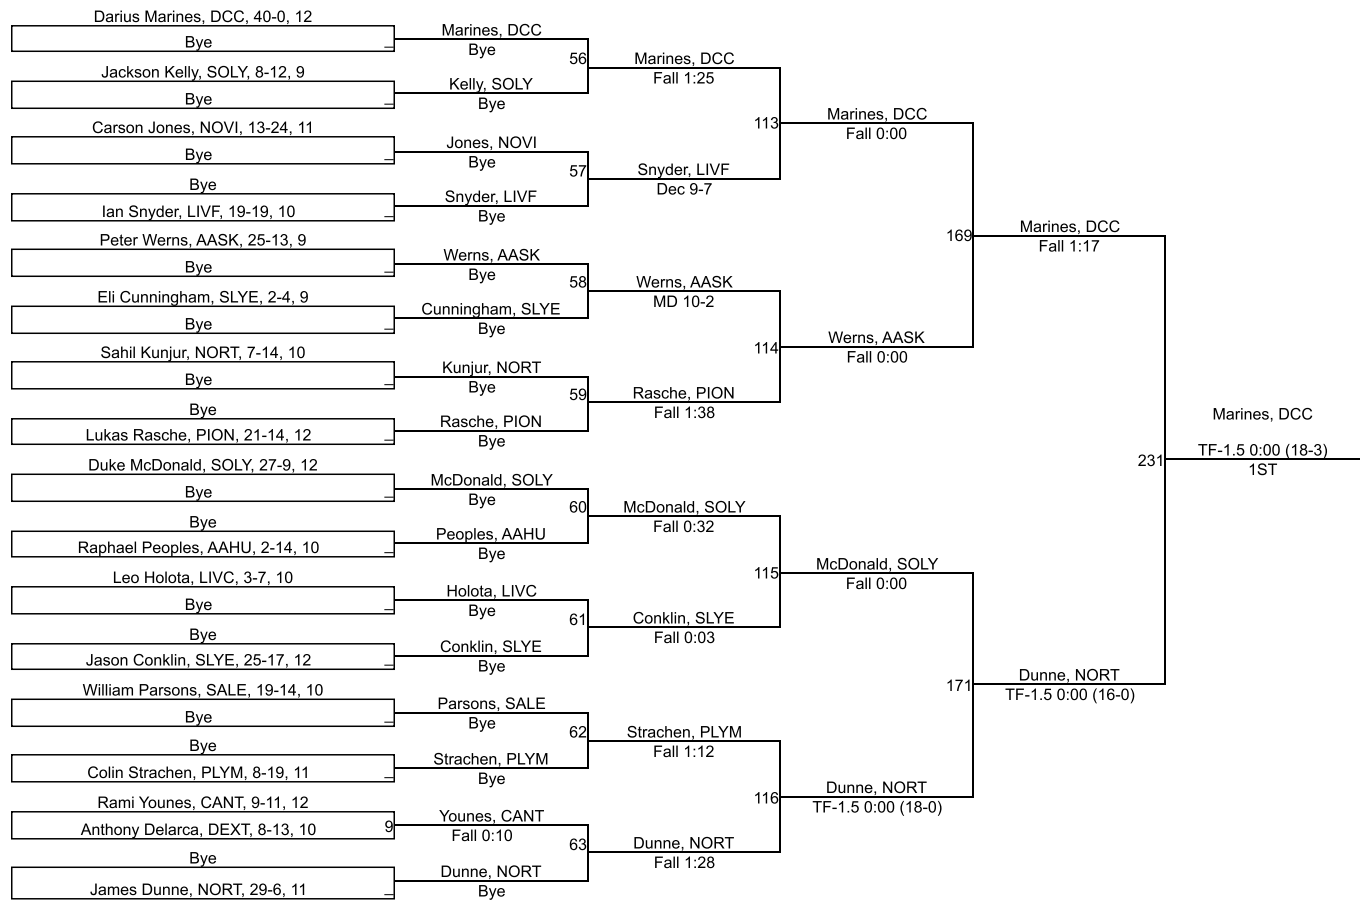 Darius Marines, DCC, 40-0, 12
Bye
Jackson Kelly, SOLY, 8-12, 9
Bye
Carson Jones, NOVI, 13-24, 11
Bye
Bye
Ian Snyder, LIVF, 19-19, 10
Peter Werns, AASK, 25-13, 9
Bye
Eli Cunningham, SLYE, 2-4, 9
Bye
Sahil Kunjur, NORT, 7-14, 10
Bye
Bye
Lukas Rasche, PION, 21-14, 12
Duke McDonald, SOLY, 27-9, 12
Bye
Bye
Raphael Peoples, AAHU, 2-14, 10
Leo Holota, LIVC, 3-7, 10
Bye
Bye
Jason Conklin, SLYE, 25-17, 12
William Parsons, SALE, 19-14, 10
Bye
Bye
Colin Strachen, PLYM, 8-19, 11
Rami Younes, CANT, 9-11, 12
Anthony Delarca, DEXT, 8-13, 10
9
Bye
James Dunne, NORT, 29-6, 11
Marines, DCC
Bye
56
Kelly, SOLY
Bye
Jones, NOVI
Bye
57
Snyder, LIVF
Bye
Werns, AASK
Bye
58
Cunningham, SLYE
Bye
Kunjur, NORT
Bye
59
Rasche, PION
Bye
McDonald, SOLY
Bye
60
Peoples, AAHU
Bye
Holota, LIVC
Bye
61
Conklin, SLYE
Bye
Parsons, SALE
Bye
62
Strachen, PLYM
Bye
Younes, CANT
Fall 0:10
63
Dunne, NORT
Bye
Marines, DCC
Fall 1:25
113
Snyder, LIVF
Dec 9-7
Werns, AASK
MD 10-2
114
Rasche, PION
Fall 1:38
McDonald, SOLY
Fall 0:32
115
Conklin, SLYE
Fall 0:03
Strachen, PLYM
Fall 1:12
116
Dunne, NORT
Fall 1:28
Marines, DCC
Fall 0:00
169
Werns, AASK
Fall 0:00
McDonald, SOLY
Fall 0:00
171
Dunne, NORT
TF-1.5 0:00 (18-0)
Marines, DCC
Fall 1:17
231
Dunne, NORT
TF-1.5 0:00 (16-0)
Marines, DCC
TF-1.5 0:00 (18-3)
1ST